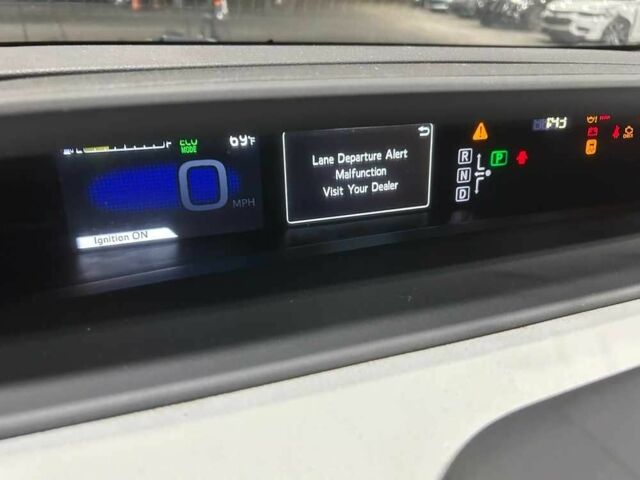 F
ECO
MODE
69°F
0
MPH
Ignition ON
Lane Departure Alert
Malfunction
Visit Your Dealer
R
N
D
P